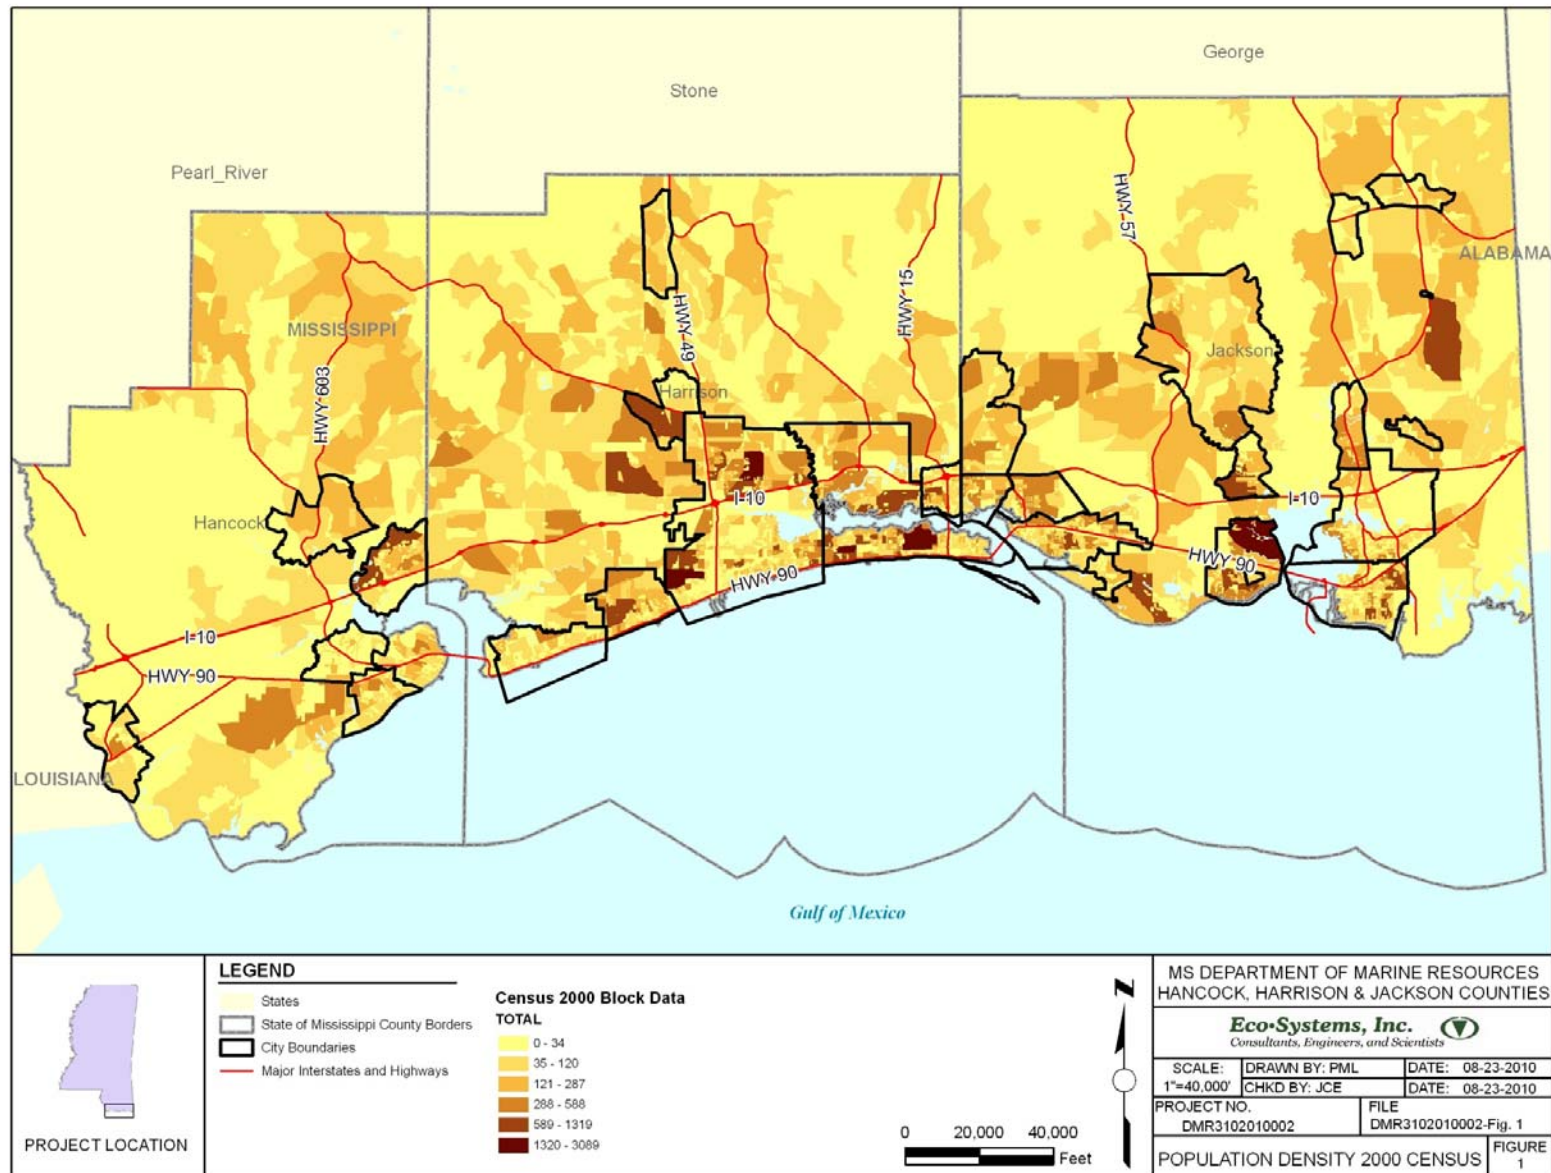 George
Stone
Pearl_River
HWY 57
ALABAMA
HWY 15
HWY 49
MISSISSIPPI
Jackson
Harrison
HWY 603
I-10
I-10
Hancock
HWY 90
HWY 90
I-10
HWY 90
LOUISIANA
Gulf of Mexico
PROJECT LOCATION
LEGEND
States
State of Mississippi County Borders
City Boundaries
Major Interstates and Highways
Census 2000 Block Data
TOTAL
0 - 34
35 - 120
121 - 287
288 - 588
589 - 1319
1320 - 3089
N
0 20,000 40,000
Feet
MS DEPARTMENT OF MARINE RESOURCES
HANCOCK, HARRISON & JACKSON COUNTIES
Eco•Systems, Inc.
Consultants, Engineers, and Scientists
SCALE:
1"=40,000'
DRAWN BY: PML
DATE: 08-23-2010
CHKD BY: JCE
DATE: 08-23-2010
PROJECT NO.
DMR3102010002
FILE
DMR3102010002-Fig. 1
POPULATION DENSITY 2000 CENSUS
FIGURE
1